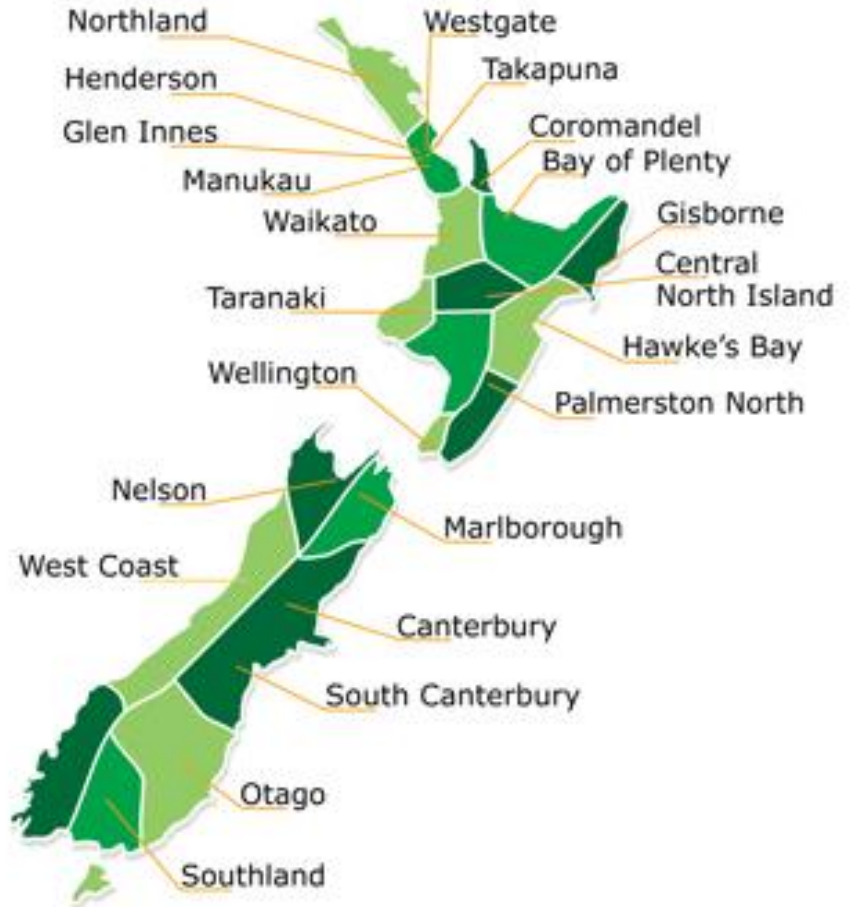 Northland
Westgate
Henderson
Takapuna
Glen Innes
Coromandel
Manukau
Bay of Plenty
Waikato
Gisborne
Central
North Island
Taranaki
Hawke's Bay
Wellington
Palmerston North
Nelson
Marlborough
West Coast
Canterbury
South Canterbury
Otago
Southland